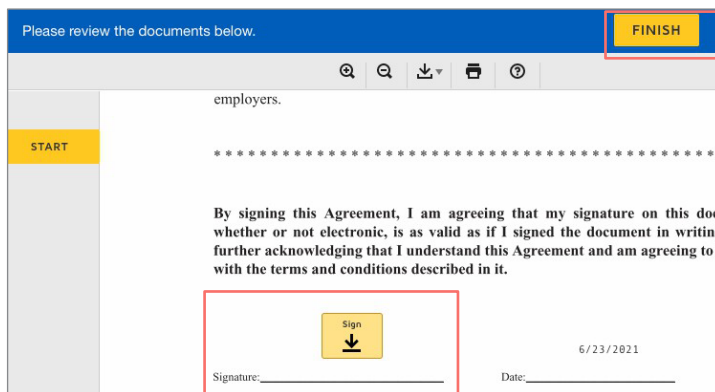 Please review the documents below.
FINISH
employers.
START
* * * * * * * * * * * * * * * * * * * * * * * * * * * * * * * * * * * * * * * * * * * *
By signing this Agreement, I am agreeing that my signature on this
whether or not electronic, is as valid as if I signed the document in
further acknowledging that I understand this Agreement and am agreeing to
with the terms and conditions described in it.
Sign
6/23/2021
Signature:
Date: